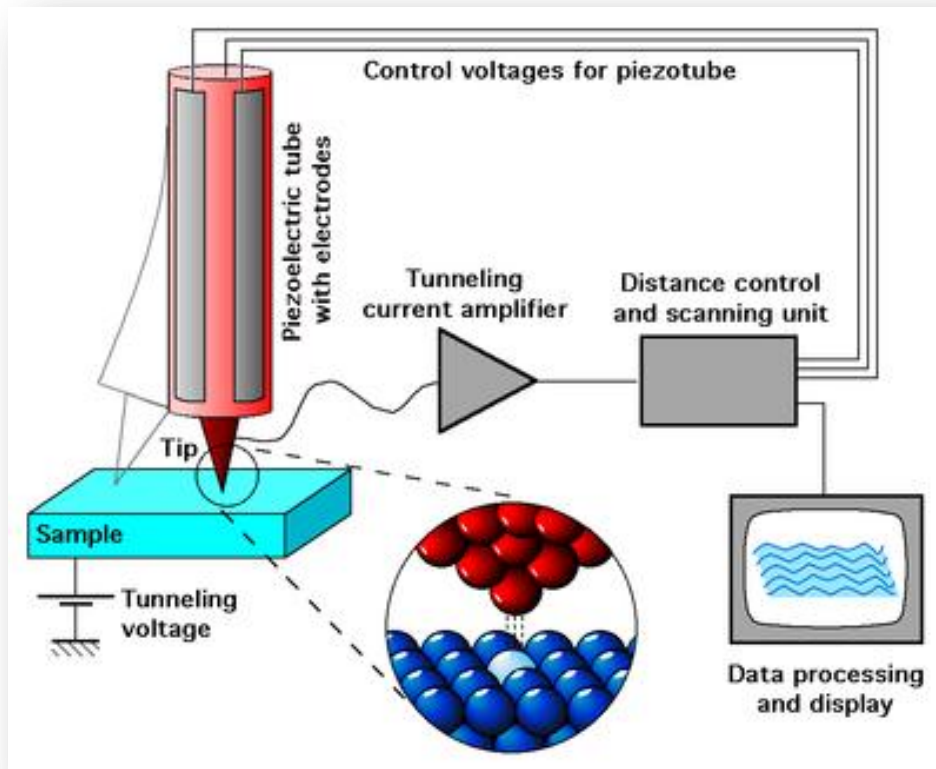 Control voltages for piezotube
Piezoelectric tube
with electrodes
Tunneling
current amplifier
Distance control
and scanning unit
Tip
Sample
Tunneling
voltage
Data processing
and display